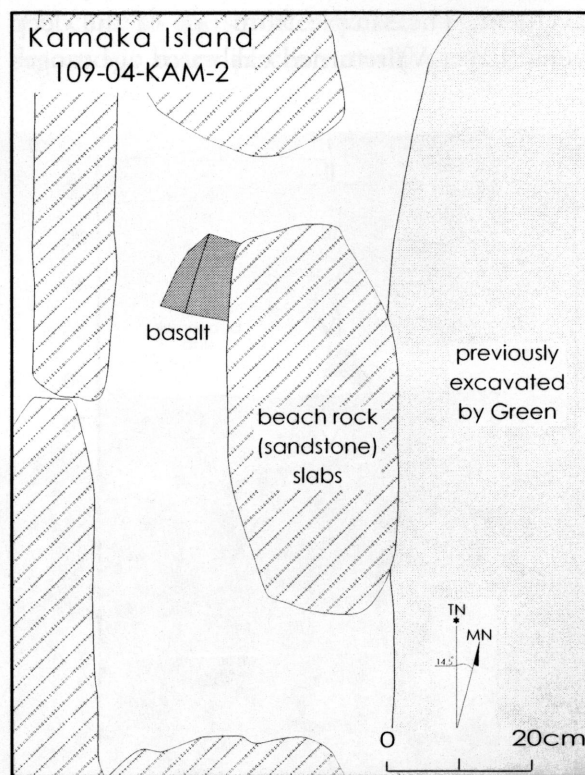 Kamaka Island
109-04-KAM-2
basalt
previously
excavated
by Green
beach rock
(sandstone)
slabs
TN
MN
14.5°
0 20cm